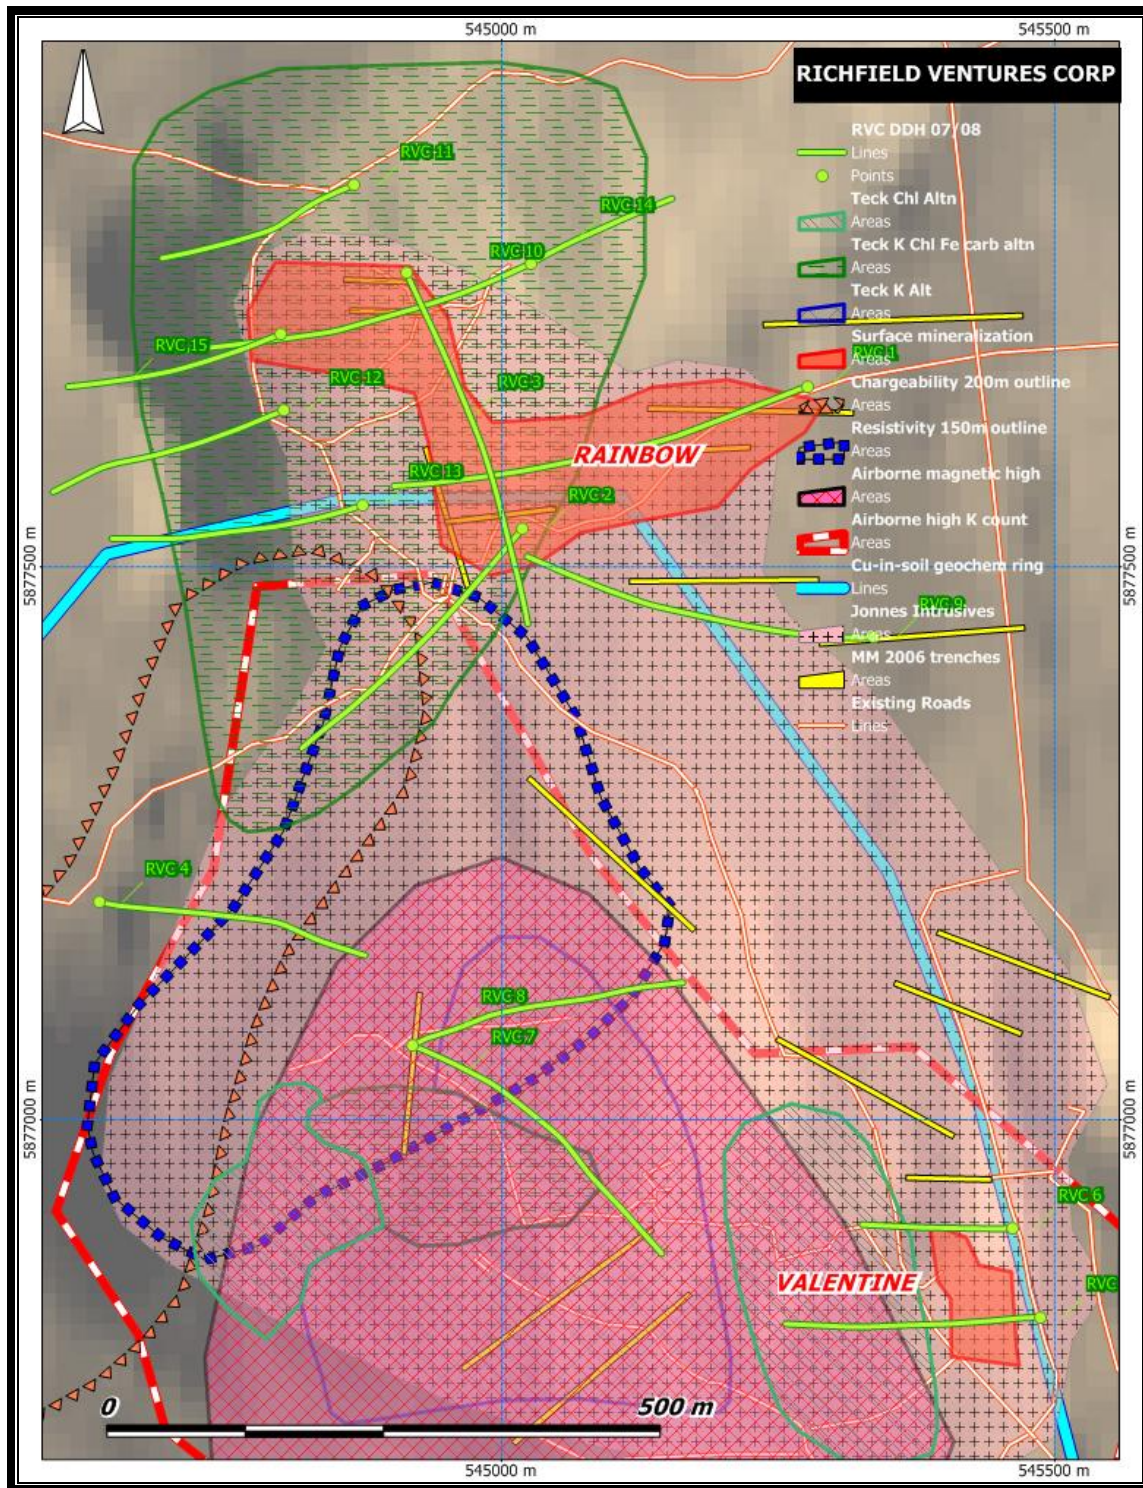 545000 m
545500 m
RICHFIELD VENTURES CORP
RVC DDH 07/08
Lines
Points
Teck Chl Altn
Areas
Teck K Chl Fe carb altn
Areas
Teck K Alt
Areas
Surface mineralization
Areas
Chargeability 200m outline
Areas
Resistivity 150m outline
Areas
Airborne magnetic high
Areas
Airborne high K count
Areas
Cu-in-soil geochem ring
Lines
Jonnes Intrusives
Areas
MM 2006 trenches
Areas
Existing Roads
Lines
RVC 11
RVC 14
RVC 10
RVC 15
RVC 1
RVC 12
RVC 3
RAINBOW
RVC 13
RVC 2
5877500 m
5877500 m
RVC 9
RVC 4
RVC 8
RVC 7
5877000 m
5877000 m
RVC 6
VALENTINE
RVC
0
500 m
545000 m
545500 m